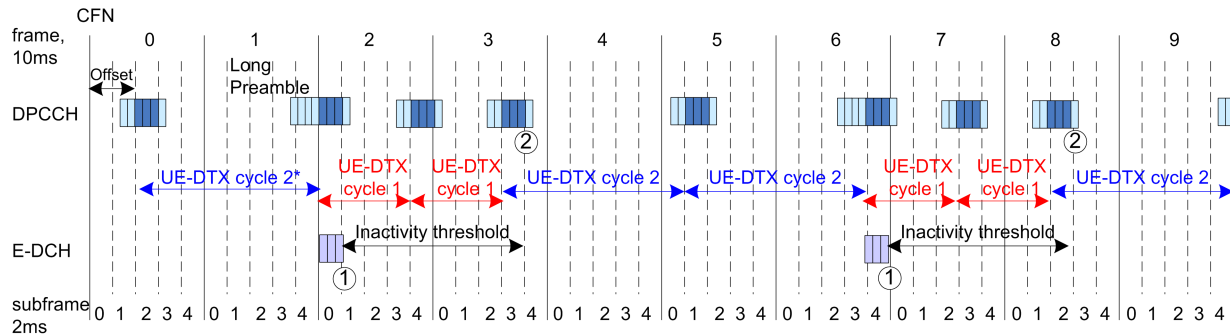 CFN
frame,
10ms
0 1 2 3 4 5 6 7 8 9
Offset
Long
Preamble
DPCCH
2
2
UE-DTX cycle 2*
UE-DTX
cycle 1
UE-DTX
cycle 1
UE-DTX cycle 2
UE-DTX cycle 2
UE-DTX
cycle 1
UE-DTX
cycle 1
UE-DTX cycle 2
E-DCH
Inactivity threshold
Inactivity threshold
1
1
subframe
2ms
0 1 2 3 4 0 1 2 3 4 0 1 2 3 4 0 1 2 3 4 0 1 2 3 4 0 1 2 3 4 0 1 2 3 4 0 1 2 3 4 0 1 2 3 4 0 1 2 3 4